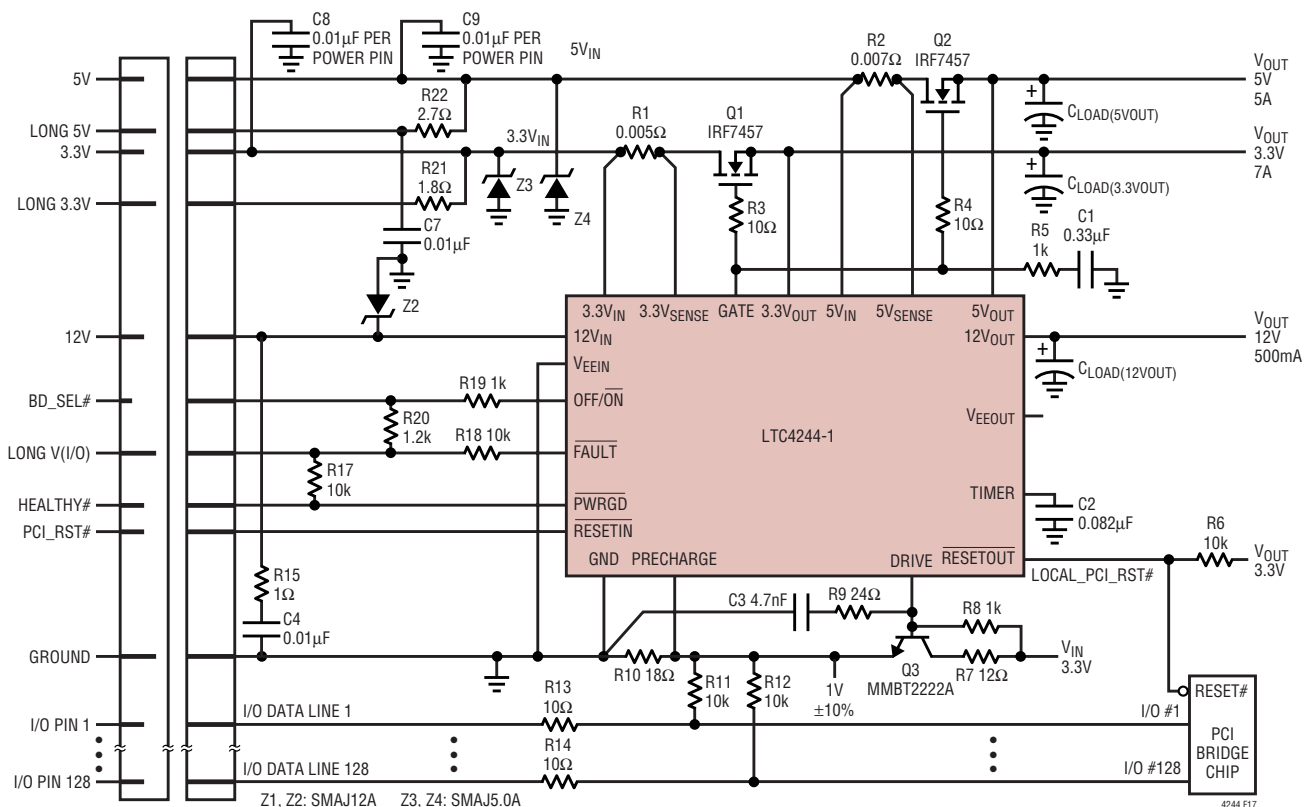 C8
0.01µF PER
POWER PIN
C9
0.01µF PER
POWER PIN
5VIN
R2
0.007Ω
Q2
IRF7457
VOUT
5V
5A
5V
R22
2.7Ω
LONG 5V
+
CLOAD(5VOUT)
R1
0.005Ω
Q1
IRF7457
3.3VIN
3.3V
VOUT
3.3V
7A
R21
1.8Ω
LONG 3.3V
Z3
Z4
+
CLOAD(3.3VOUT)
R3
10Ω
R4
10Ω
R5
1k
C1
0.33µF
C7
0.01µF
Z2
3.3VIN
3.3VSENSE
GATE
3.3VOUT
5VIN
5VSENSE
5VOUT
12V
12VIN
12VOUT
VOUT
12V
500mA
+
CLOAD(12VOUT)
VEEIN
BD_SEL#
R19 1k
OFF/ON
R20
1.2k
VEEOUT
LTC4244-1
LONG V(I/O)
R18 10k
FAULT
R17
10k
TIMER
C2
0.082µF
HEALTHY#
PWRGD
PCI_RST#
RESETIN
GND
PRECHARGE
DRIVE
RESETOUT
R6
10k
VOUT
3.3V
LOCAL_PCI_RST#
R15
1Ω
C4
0.01µF
C3 4.7nF
R9 24Ω
R8 1k
GROUND
R10 18Ω
Q3
MMBT2222A
R7 12Ω
VIN
3.3V
R11
10k
R12
10k
1V
±10%
R13
10Ω
RESET#
I/O PIN 1
I/O DATA LINE 1
I/O #1
PCI
BRIDGE
CHIP
R14
10Ω
I/O PIN 128
I/O DATA LINE 128
I/O #128
Z1, Z2: SMAJ12A
Z3, Z4: SMAJ5.0A
4244 F17